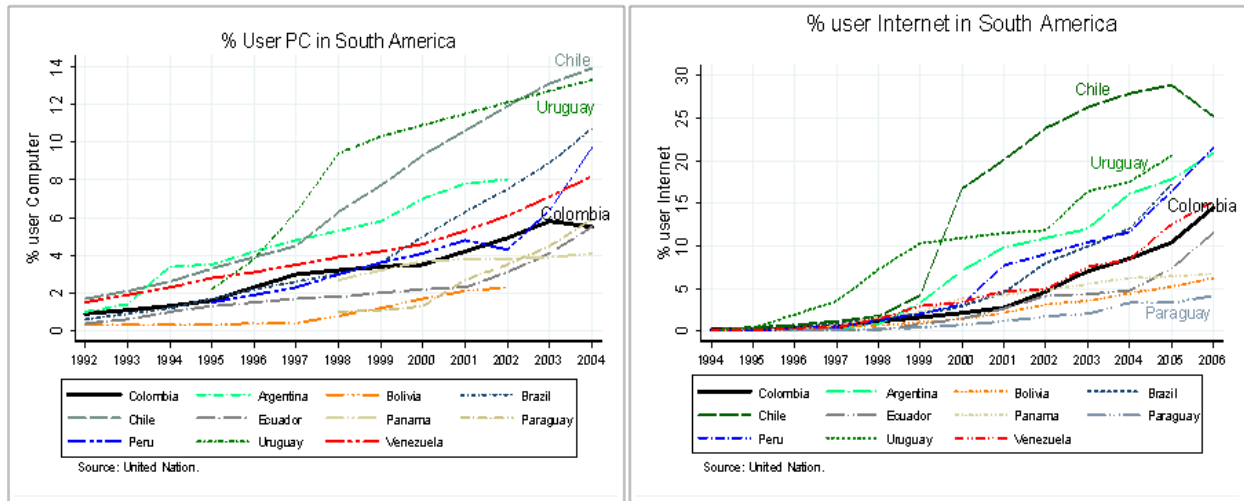 % User PC in South America
% user Computer
14
12
10
8
6
4
2
0
Chile
Uruguay
Colombia
1992 1993 1994 1995 1996 1997 1998 1999 2000 2001 2002 2003 2004
Colombia Argentina Bolivia Brazil
Chile Ecuador Panama Paraguay
Peru Uruguay Venezuela
Source: United Nation.
% user Internet in South America
% user Internet
30
25
20
15
10
5
0
Chile
Uruguay
Colombia
Paraguay
1994 1995 1996 1997 1998 1999 2000 2001 2002 2003 2004 2005 2006
Colombia Argentina Bolivia Brazil
Chile Ecuador Panama Paraguay
Peru Uruguay Venezuela
Source: United Nation.